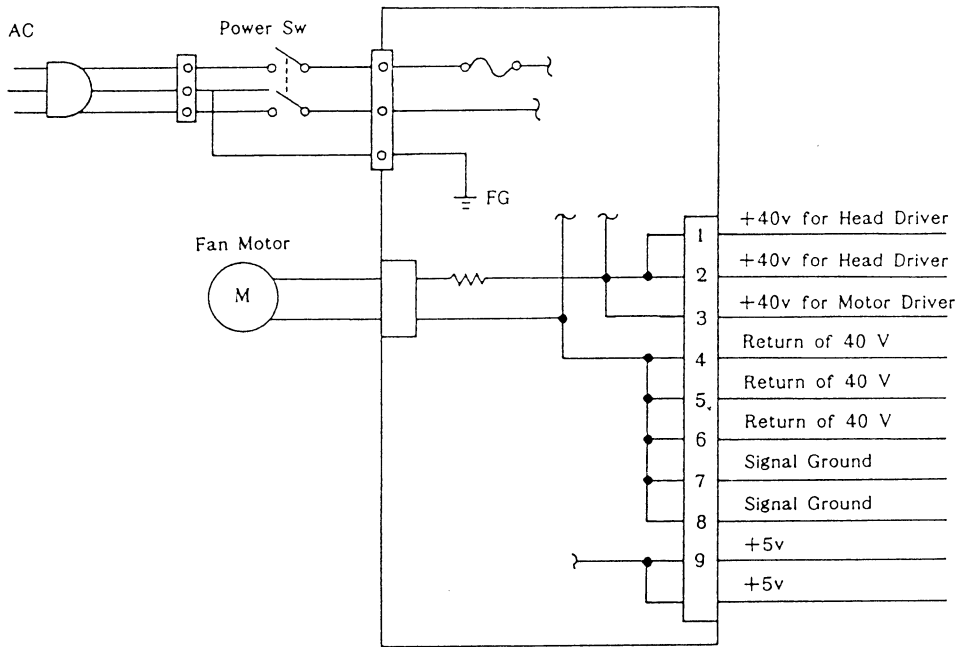 AC
Power Sw
FG
Fan Motor
M
1 +40v for Head Driver
2 +40v for Head Driver
3 +40v for Motor Driver
4 Return of 40 V
5 Return of 40 V
6 Return of 40 V
7 Signal Ground
8 Signal Ground
9 +5v
+5v